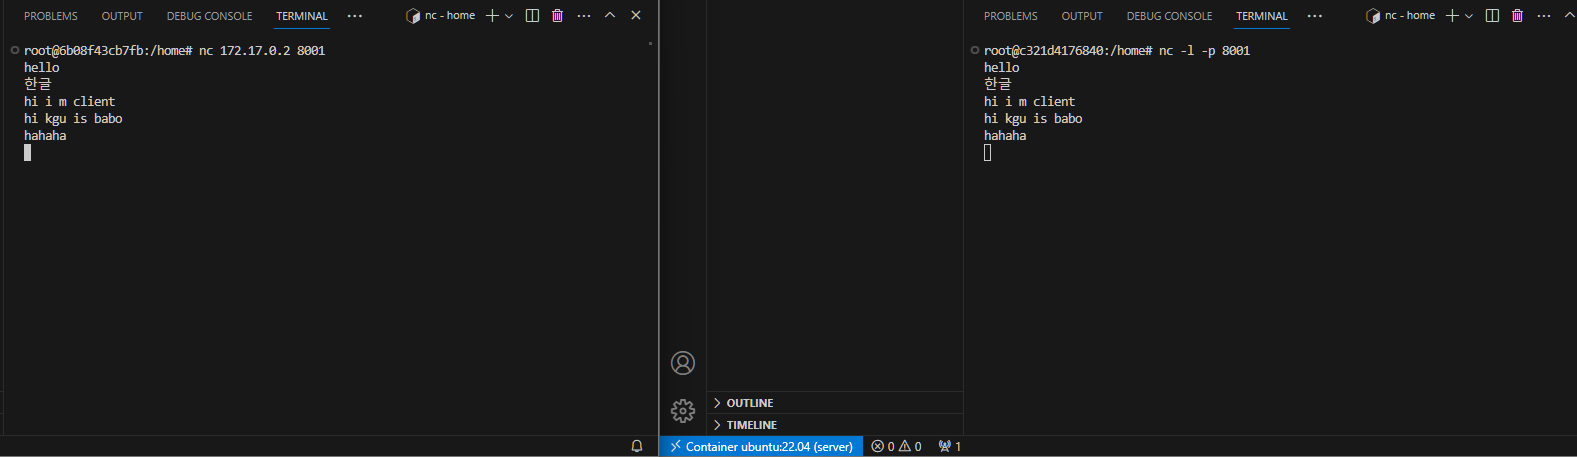 PROBLEMS OUTPUT DEBUG CONSOLE TERMINAL ... nc - home
root@6b08f43cb7fb:/home# nc 172.17.0.2 8001
hello
한글
hi i m client
hi kgu is babo
hahaha
PROBLEMS OUTPUT DEBUG CONSOLE TERMINAL ... nc - home
root@c321d4176840:/home# nc -l -p 8001
hello
한글
hi i m client
hi kgu is babo
hahaha
OUTLINE
TIMELINE
Container ubuntu:22.04 (server) 0 0 1